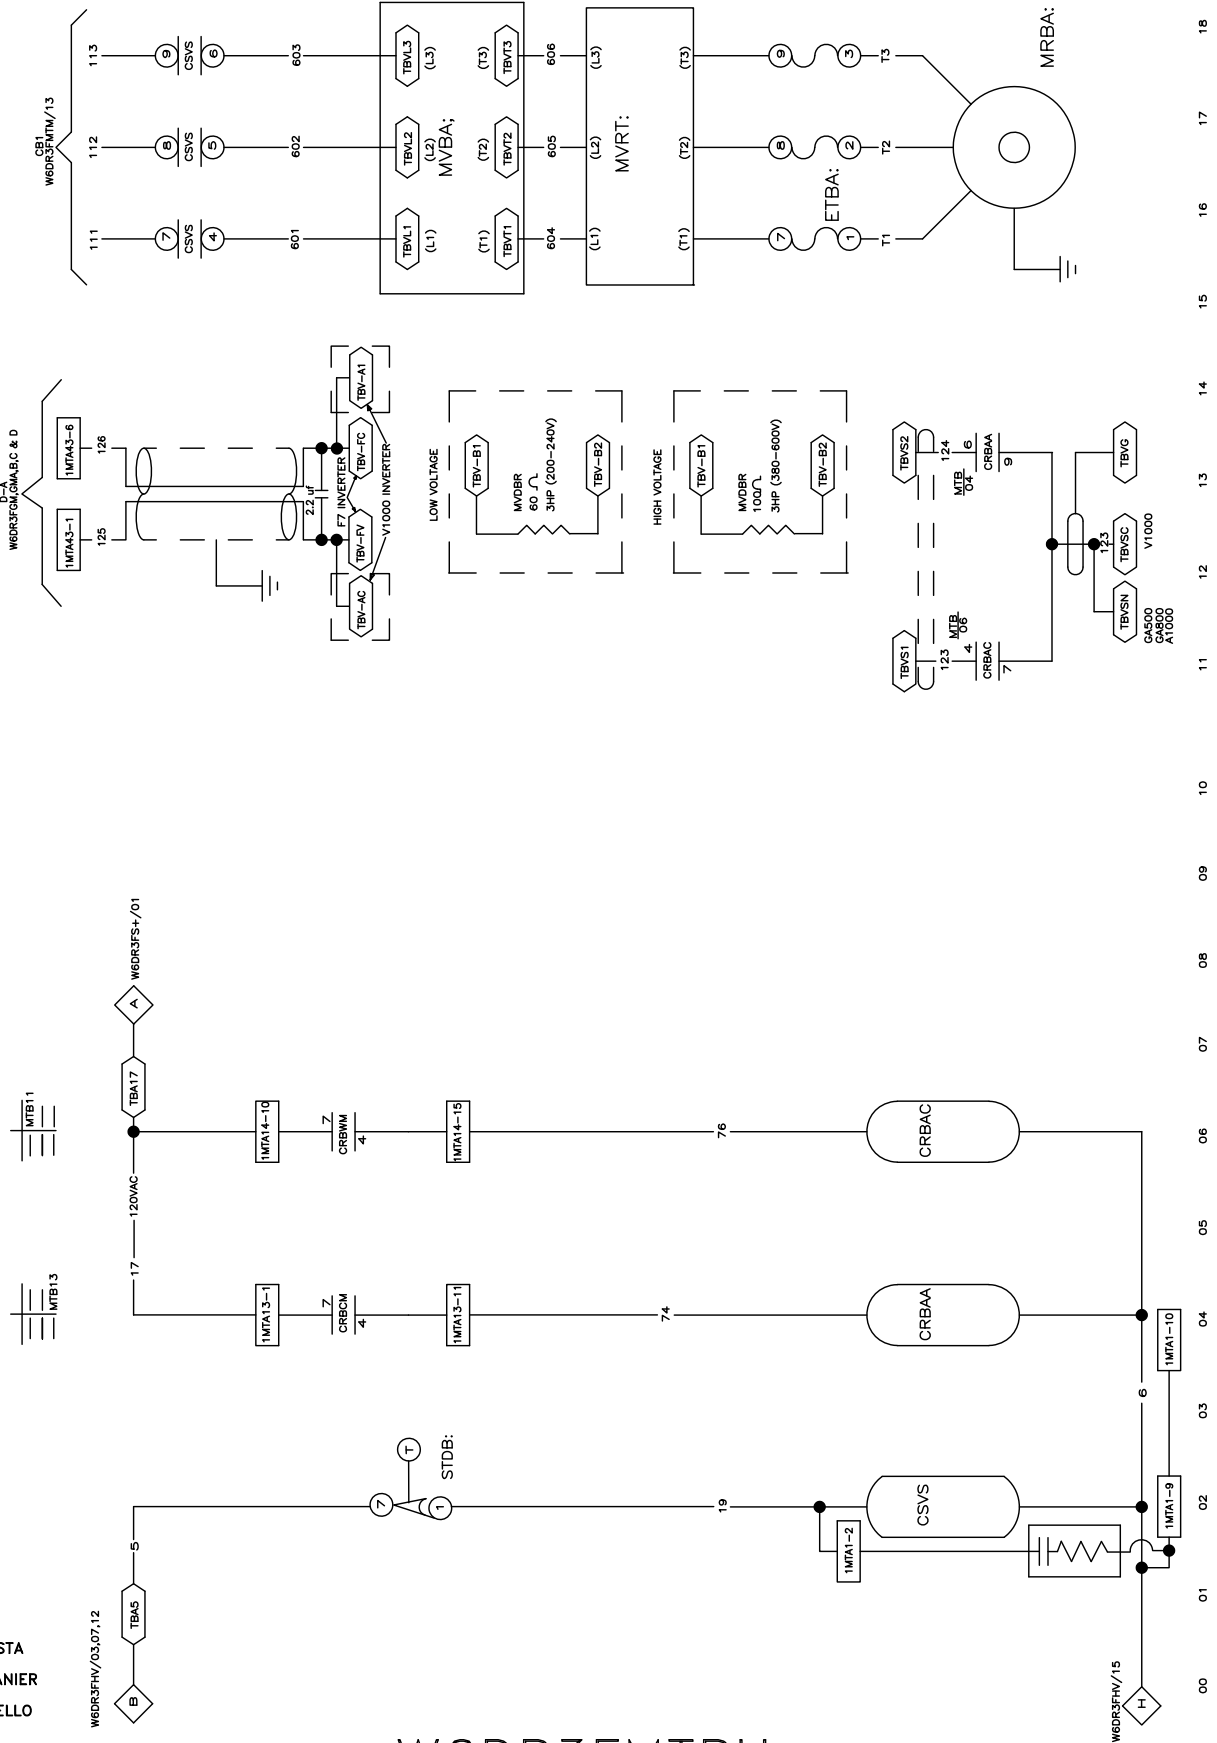 CB1
W6DR3FMTM/13
111
112
113
7
8
9
CSVS
CSVS
CSVS
4
5
6
601
602
603
TBVL1
TBVL2
TBVL3
(L1)
(L2)
(L3)
MVBA;
(T1)
(T2)
(T3)
TBVT1
TBVT2
TBVT3
604
605
606
(L1)
(L2)
(L3)
MVRT:
(T1)
(T2)
(T3)
7
8
9
ETBA:
1
2
3
T1
T2
T3
MRBA:
D-A
W6DR3FGM,GMA,B,C & D
1MTA43-1
1MTA43-6
125
126
2.2 uf
F7 INVERTER
TBV-AC
TBV-FV
TBV-FC
TBV-A1
V1000 INVERTER
LOW VOLTAGE
TBV-B1
MVDBR
60
3HP (200-240V)
TBV-B2
HIGH VOLTAGE
TBV-B1
MVDBR
100
3HP (380-600V)
TBV-B2
TBVS1
TBVS2
123
MTB
06
124
MTB
04
4
CRBAC
7
6
CRBAA
9
123
TBVSN
TBVSC
TBVG
GA500
GA800
A1000
V1000
MTB13
MTB11
W6DR3FHV/03,07,12
B
TBA5
5
17
120VAC
TBA17
A
W6DR3FS+/01
1MTA13-1
1MTA14-10
7
CRBCM
4
7
CRBWM
4
1MTA13-11
1MTA14-15
7
T
1
STDB:
19
74
76
1MTA1-2
CSVS
CRBAA
CRBAC
W6DR3FHV/15
H
6
1MTA1-9
1MTA1-10
00
01
02
03
04
05
06
07
08
09
10
11
12
13
14
15
16
17
18
STA
ANIER
ELLO